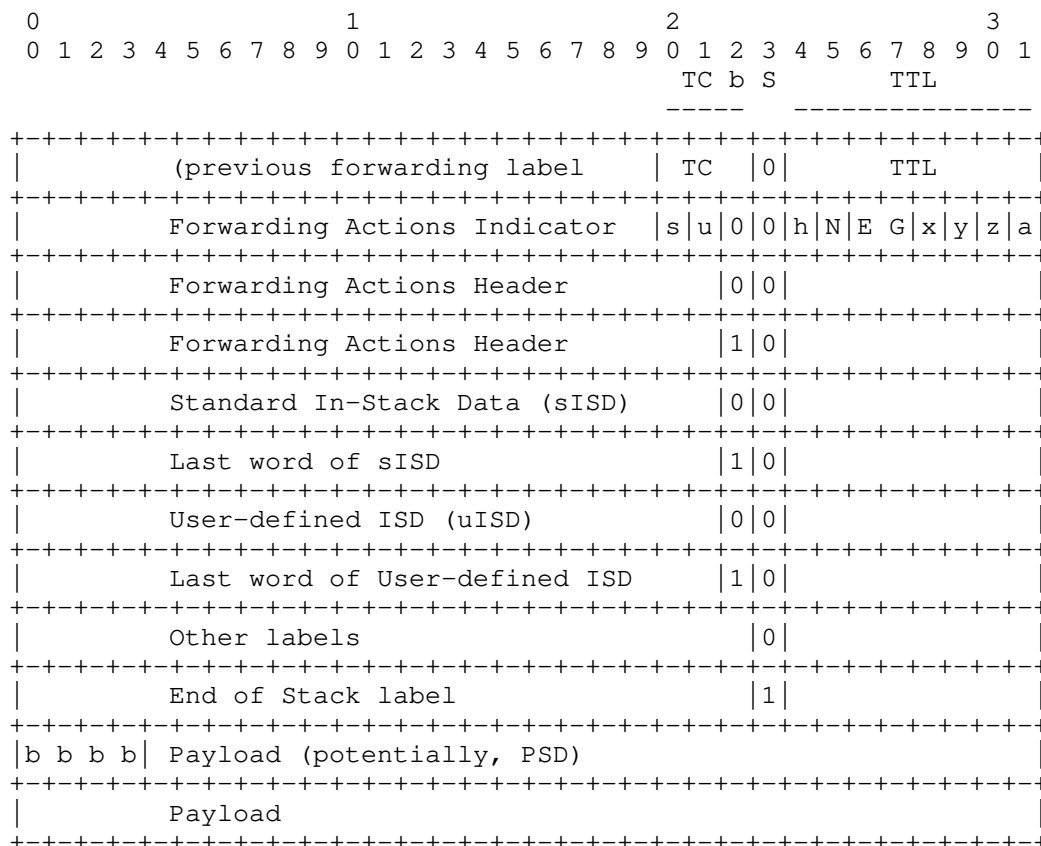 0                   1                   2                   3
 0 1 2 3 4 5 6 7 8 9 0 1 2 3 4 5 6 7 8 9 0 1 2 3 4 5 6 7 8 9 0 1
                                          TC b S       TTL
                                         -----   ---------------
+-+-+-+-+-+-+-+-+-+-+-+-+-+-+-+-+-+-+-+-+-+-+-+-+-+-+-+-+-+-+-+-+
|         (previous forwarding label    | TC  |0|      TTL      |
+-+-+-+-+-+-+-+-+-+-+-+-+-+-+-+-+-+-+-+-+-+-+-+-+-+-+-+-+-+-+-+-+
|         Forwarding Actions Indicator  |s|u|0|0|h|N|E G|x|y|z|a|
+-+-+-+-+-+-+-+-+-+-+-+-+-+-+-+-+-+-+-+-+-+-+-+-+-+-+-+-+-+-+-+-+
|         Forwarding Actions Header         |0|0|               |
+-+-+-+-+-+-+-+-+-+-+-+-+-+-+-+-+-+-+-+-+-+-+-+-+-+-+-+-+-+-+-+-+
|         Forwarding Actions Header         |1|0|               |
+-+-+-+-+-+-+-+-+-+-+-+-+-+-+-+-+-+-+-+-+-+-+-+-+-+-+-+-+-+-+-+-+
|         Standard In-Stack Data (sISD)     |0|0|               |
+-+-+-+-+-+-+-+-+-+-+-+-+-+-+-+-+-+-+-+-+-+-+-+-+-+-+-+-+-+-+-+-+
|         Last word of sISD                 |1|0|               |
+-+-+-+-+-+-+-+-+-+-+-+-+-+-+-+-+-+-+-+-+-+-+-+-+-+-+-+-+-+-+-+-+
|         User-defined ISD (uISD)           |0|0|               |
+-+-+-+-+-+-+-+-+-+-+-+-+-+-+-+-+-+-+-+-+-+-+-+-+-+-+-+-+-+-+-+-+
|         Last word of User-defined ISD     |1|0|               |
+-+-+-+-+-+-+-+-+-+-+-+-+-+-+-+-+-+-+-+-+-+-+-+-+-+-+-+-+-+-+-+-+
|         Other labels                        |0|               |
+-+-+-+-+-+-+-+-+-+-+-+-+-+-+-+-+-+-+-+-+-+-+-+-+-+-+-+-+-+-+-+-+
|         End of Stack label                  |1|               |
+-+-+-+-+-+-+-+-+-+-+-+-+-+-+-+-+-+-+-+-+-+-+-+-+-+-+-+-+-+-+-+-+
|b b b b| Payload (potentially, PSD)                            |
+-+-+-+-+-+-+-+-+-+-+-+-+-+-+-+-+-+-+-+-+-+-+-+-+-+-+-+-+-+-+-+-+
|         Payload                                               |
+-+-+-+-+-+-+-+-+-+-+-+-+-+-+-+-+-+-+-+-+-+-+-+-+-+-+-+-+-+-+-+-+